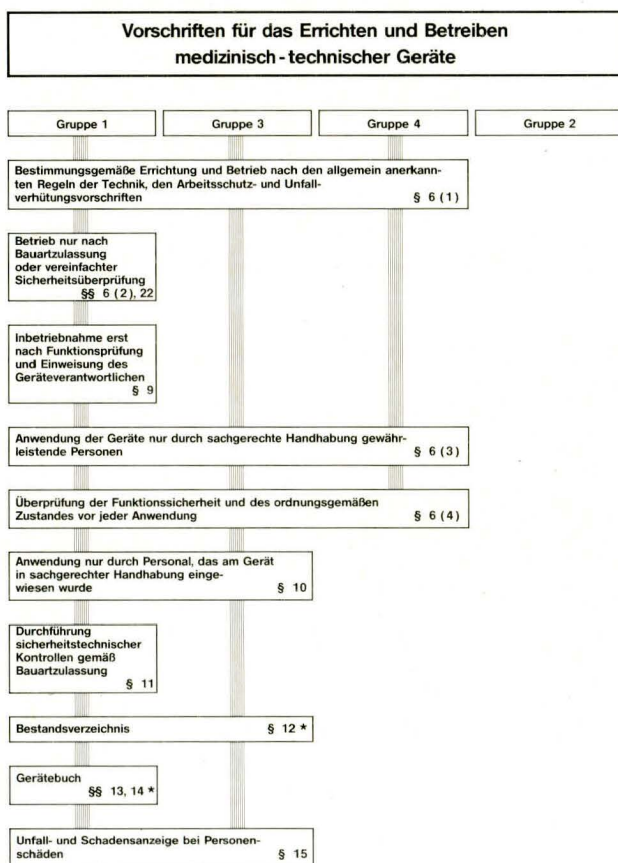 Vorschriften für das Errichten und Betreiben
medizinisch-technischer Geräte
Gruppe 1
Gruppe 3
Gruppe 4
Gruppe 2
Bestimmungsgemäße Errichtung und Betrieb nach den allgemein anerkann-
ten Regeln der Technik, den Arbeitsschutz- und Unfall-
verhütungsvorschriften § 6 (1)
Betrieb nur nach
Bauartzulassung
oder vereinfachter
Sicherheitsüberprüfung
§§ 6 (2), 22
Inbetriebnahme erst
nach Funktionsprüfung
und Einweisung des
Geräteverantwortlichen
§ 9
Anwendung der Geräte nur durch sachgerechte Handhabung gewähr-
leistende Personen § 6 (3)
Überprüfung der Funktionssicherheit und des ordnungsgemäßen
Zustandes vor jeder Anwendung § 6 (4)
Anwendung nur durch Personal, das am Gerät
in sachgerechter Handhabung einge-
wiesen wurde § 10
Durchführung
sicherheitstechnischer
Kontrollen gemäß
Bauartzulassung
§ 11
Bestandsverzeichnis § 12 *
Gerätebuch
§§ 13, 14 *
Unfall- und Schadensanzeige bei Personen-
schäden § 15